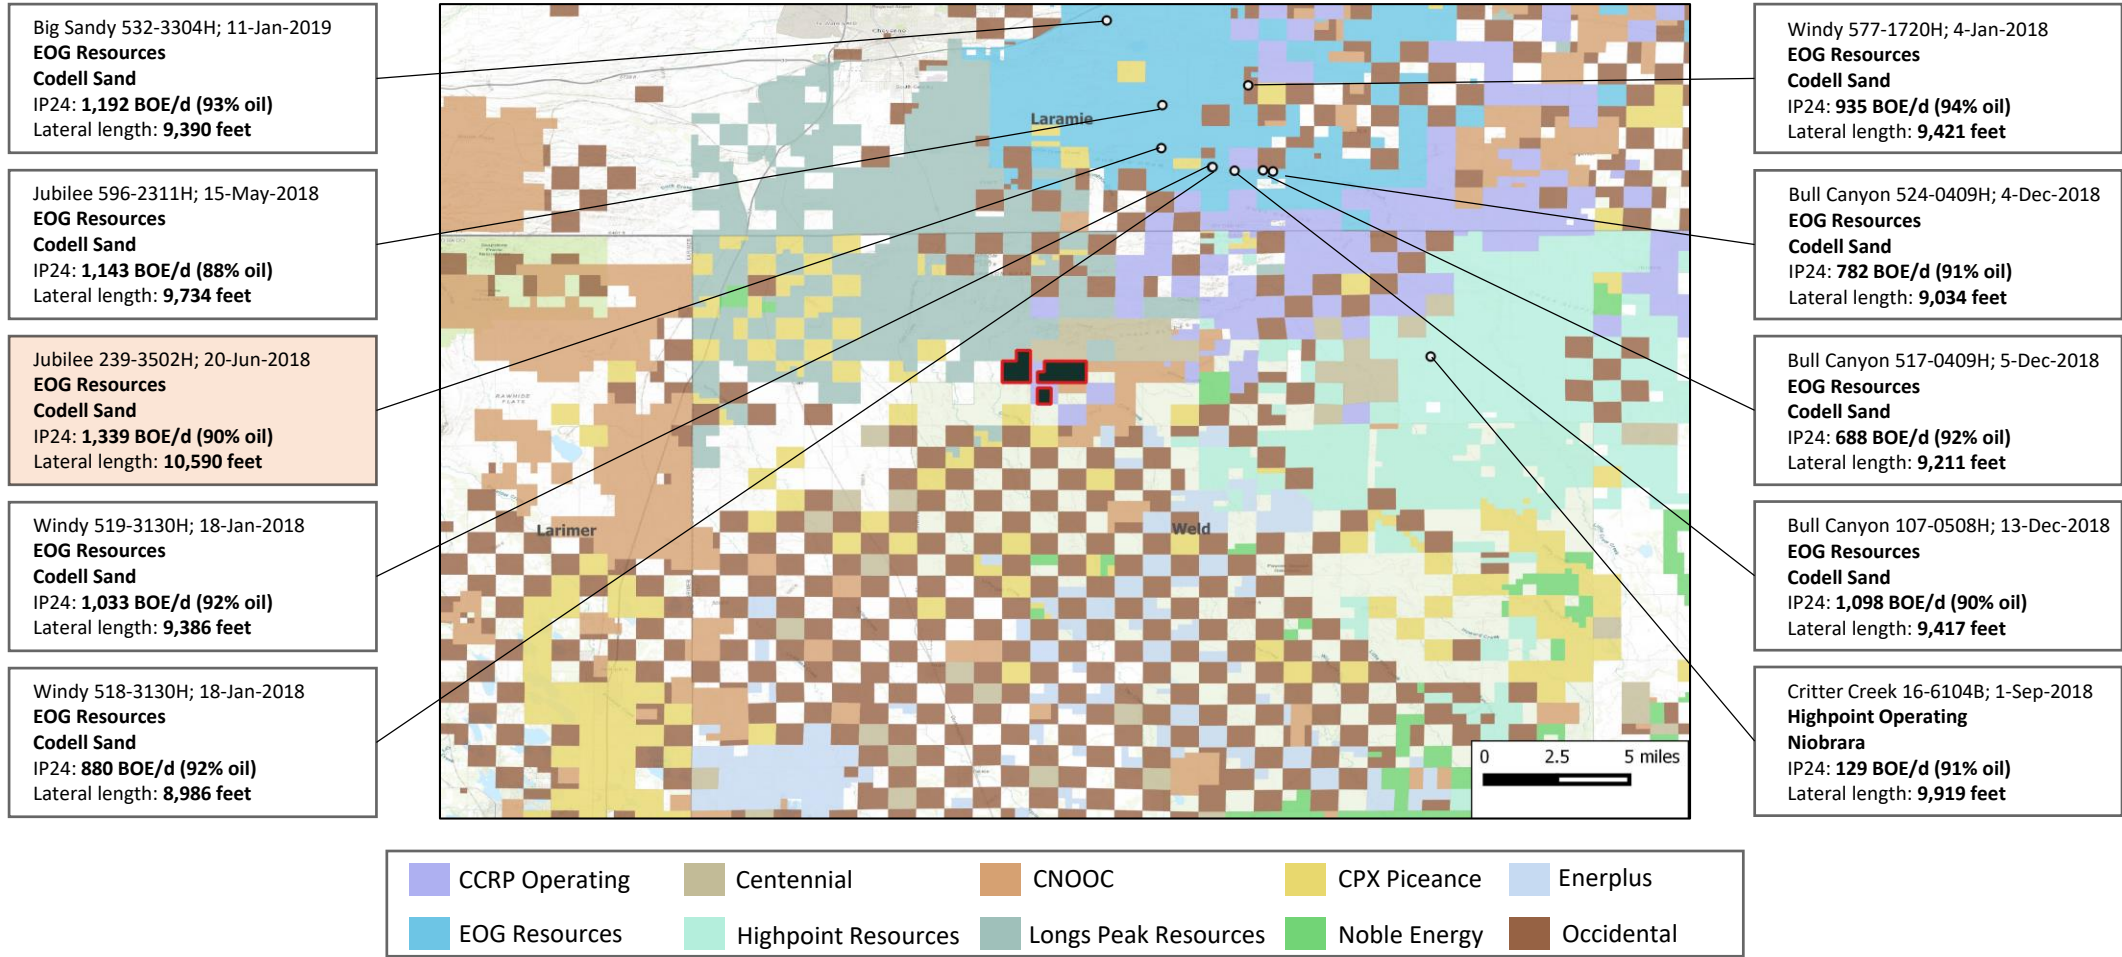 Big Sandy 532-3304H; 11-Jan-2019
EOG Resources
Codell Sand
IP24: 1,192 BOE/d (93% oil)
Lateral length: 9,390 feet
Jubilee 596-2311H; 15-May-2018
EOG Resources
Codell Sand
IP24: 1,143 BOE/d (88% oil)
Lateral length: 9,734 feet
Jubilee 239-3502H; 20-Jun-2018
EOG Resources
Codell Sand
IP24: 1,339 BOE/d (90% oil)
Lateral length: 10,590 feet
Windy 519-3130H; 18-Jan-2018
EOG Resources
Codell Sand
IP24: 1,033 BOE/d (92% oil)
Lateral length: 9,386 feet
Windy 518-3130H; 18-Jan-2018
EOG Resources
Codell Sand
IP24: 880 BOE/d (92% oil)
Lateral length: 8,986 feet
Cheyenne
Laramie
Larimer
Weld
0 2.5 5 miles
Windy 577-1720H; 4-Jan-2018
EOG Resources
Codell Sand
IP24: 935 BOE/d (94% oil)
Lateral length: 9,421 feet
Bull Canyon 524-0409H; 4-Dec-2018
EOG Resources
Codell Sand
IP24: 782 BOE/d (91% oil)
Lateral length: 9,034 feet
Bull Canyon 517-0409H; 5-Dec-2018
EOG Resources
Codell Sand
IP24: 688 BOE/d (92% oil)
Lateral length: 9,211 feet
Bull Canyon 107-0508H; 13-Dec-2018
EOG Resources
Codell Sand
IP24: 1,098 BOE/d (90% oil)
Lateral length: 9,417 feet
Critter Creek 16-6104B; 1-Sep-2018
Highpoint Operating
Niobrara
IP24: 129 BOE/d (91% oil)
Lateral length: 9,919 feet
CCRP Operating Centennial CNOOC CPX Piceance Enerplus
EOG Resources Highpoint Resources Longs Peak Resources Noble Energy Occidental